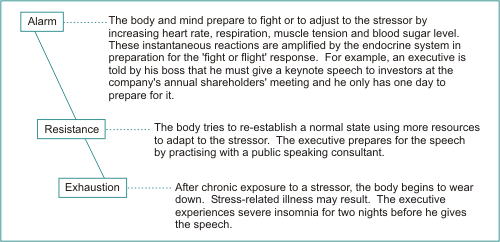 Alarm
The body and mind prepare to fight or to adjust to the stressor by
increasing heart rate, respiration, muscle tension and blood sugar level.
These instantaneous reactions are amplified by the endocrine system in
preparation for the 'fight or flight' response.  For example, an executive is
told by his boss that he must give a keynote speech to investors at the
company's annual shareholders' meeting and he only has one day to
prepare for it.
Resistance
The body tries to re-establish a normal state using more resources
to adapt to the stressor.  The executive prepares for the speech
by practising with a public speaking consultant.
Exhaustion
After chronic exposure to a stressor, the body begins to wear
down.  Stress-related illness may result.  The executive
experiences severe insomnia for two nights before he gives
the speech.